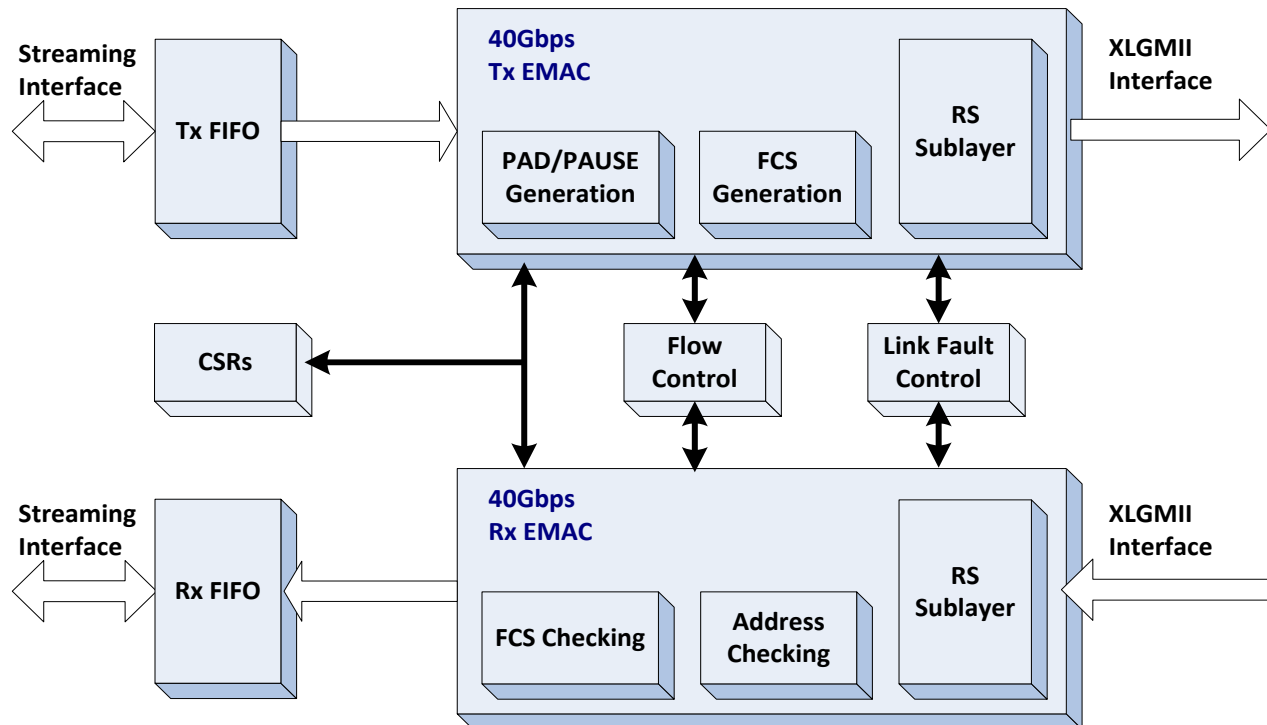 Streaming
Interface
Tx FIFO
40Gbps
Tx EMAC
PAD/PAUSE
Generation
FCS
Generation
RS
Sublayer
XLGMII
Interface
CSRs
Flow
Control
Link Fault
Control
Streaming
Interface
Rx FIFO
40Gbps
Rx EMAC
FCS Checking
Address
Checking
RS
Sublayer
XLGMII
Interface